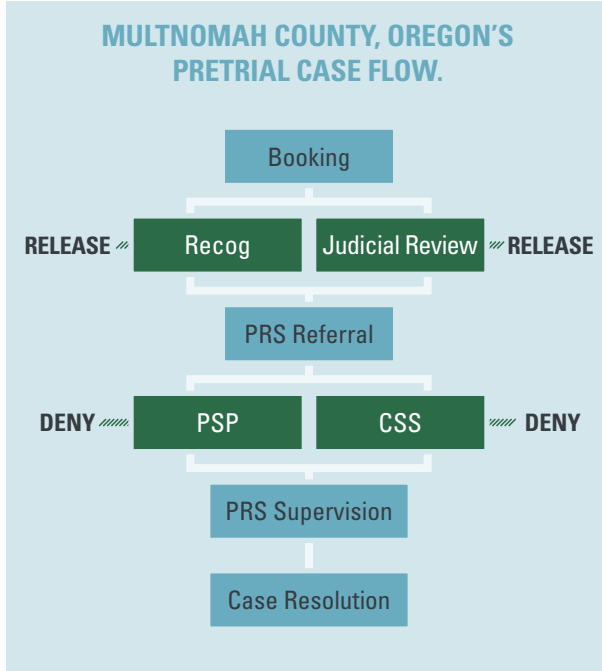 MULTNOMAH COUNTY, OREGON'S
PRETRIAL CASE FLOW.
Booking
RELEASE
Recog
Judicial Review
RELEASE
PRS Referral
DENY
PSP
CSS
DENY
PRS Supervision
Case Resolution